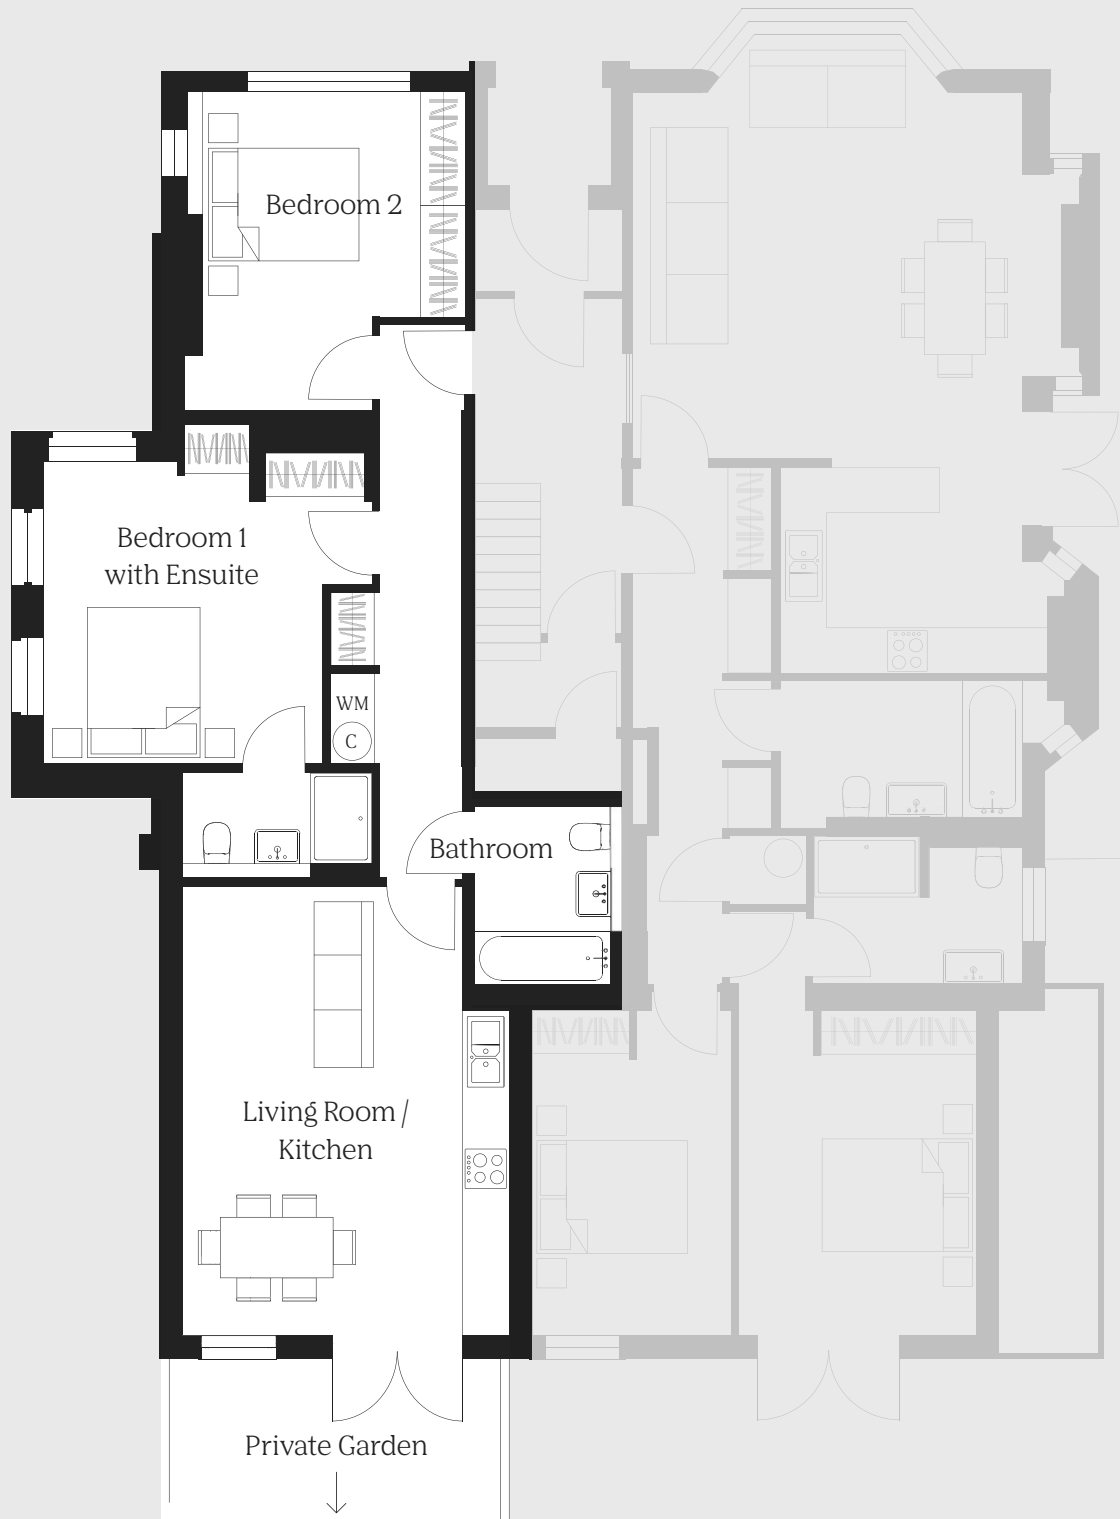 Bedroom 2
Bedroom 1
with Ensuite
WM
C
Bathroom
Living Room /
Kitchen
Private Garden